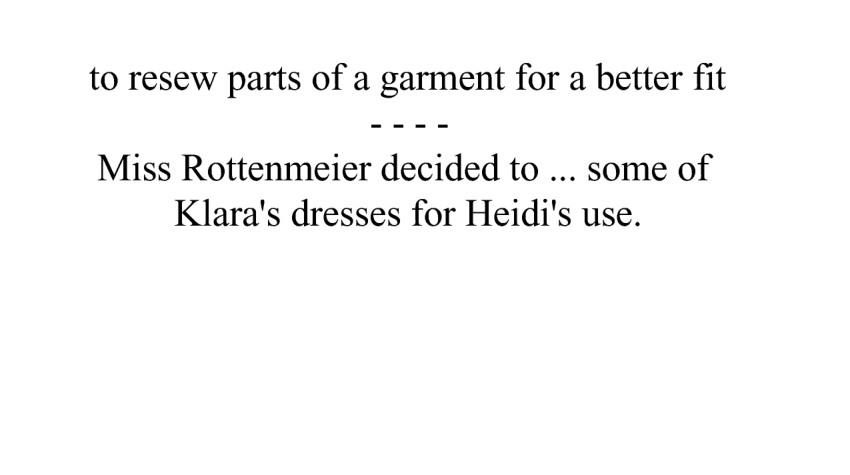 to resew parts of a garment for a better fit
- - - -
Miss Rottenmeier decided to ... some of
Klara's dresses for Heidi's use.